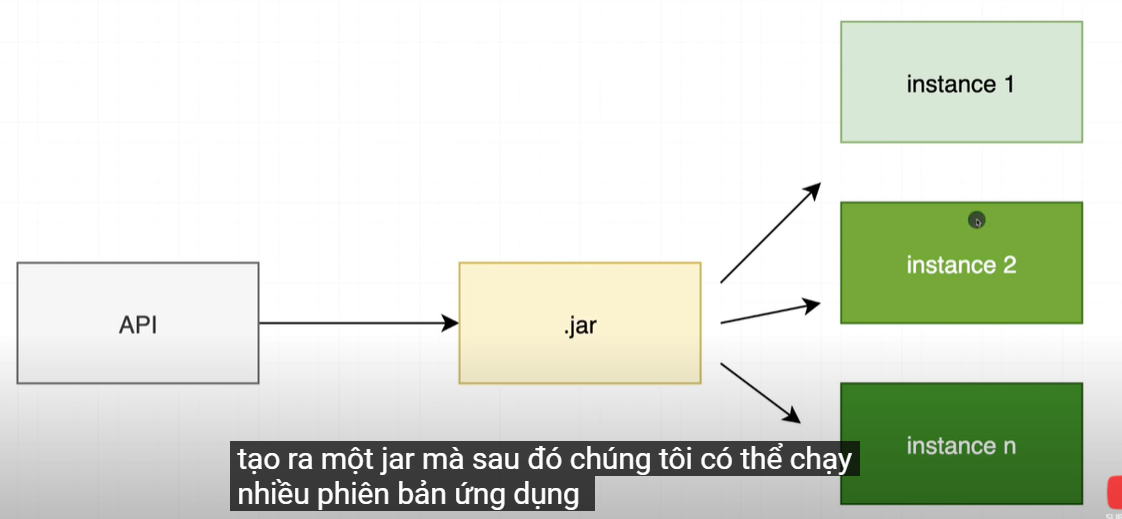 instance 1
API
.jar
instance 2
instance n
tạo ra một jar mà sau đó chúng tôi có thể chạy
nhiều phiên bản ứng dụng